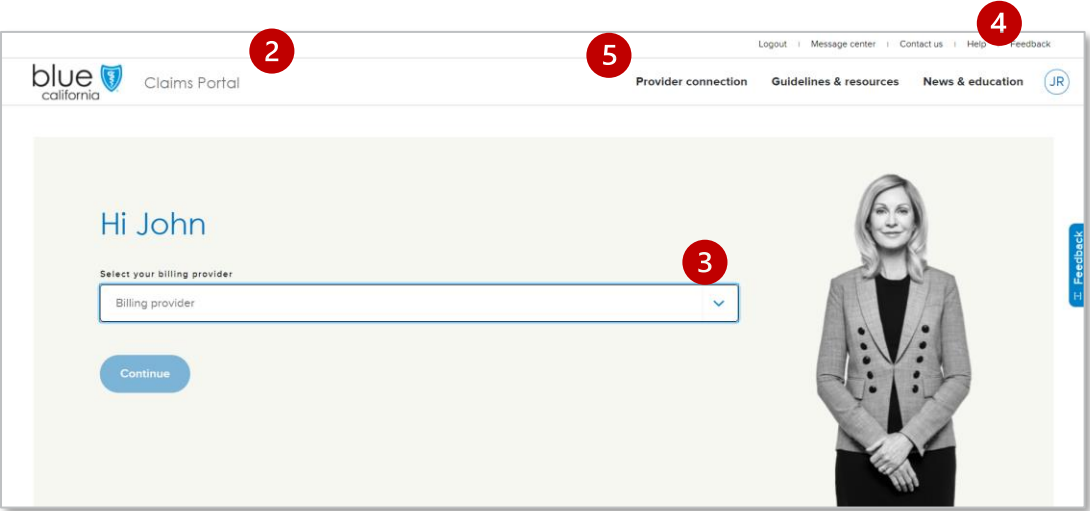 4
2
5
Logout | Message center | Contact us | Help | Feedback
blue
california
Claims Portal
Provider connection Guidelines & resources News & education JR
Hi John
Select your billing provider
3
Billing provider
Continue
Feedback